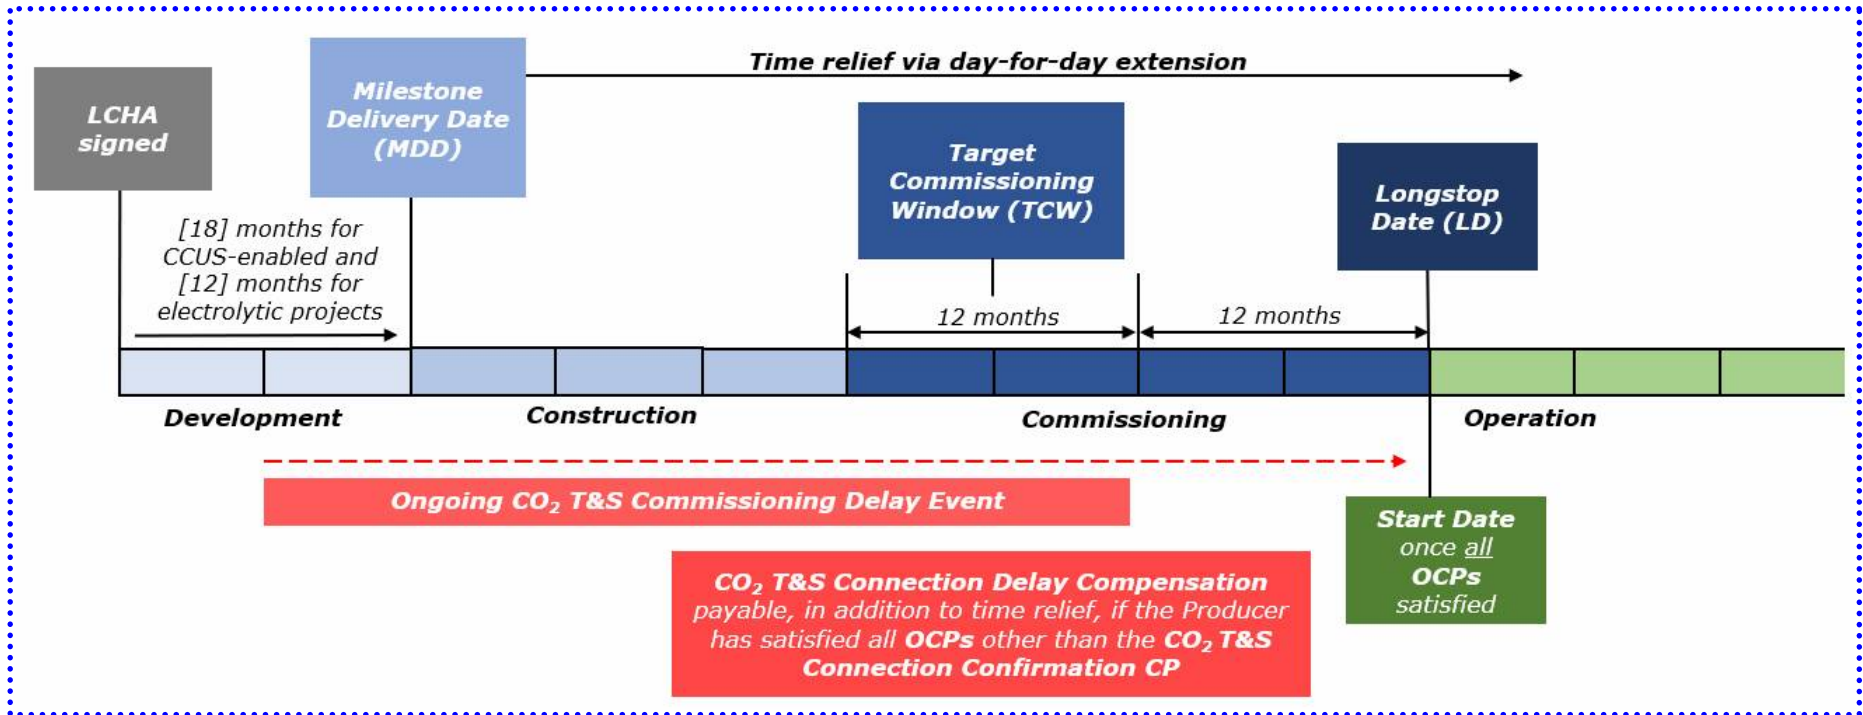 Time relief via day-for-day extension
LCHA
signed
Milestone
Delivery Date
(MDD)
Target
Commissioning
Window (TCW)
Longstop
Date (LD)
[18] months for
CCUS-enabled and
[12] months for
electrolytic projects
12 months
12 months
Development
Construction
Commissioning
Operation
Ongoing CO₂ T&S Commissioning Delay Event
CO₂ T&S Connection Delay Compensation
payable, in addition to time relief, if the Producer
has satisfied all OCPs other than the CO₂ T&S
Connection Confirmation CP
Start Date
once all
OCPs
satisfied